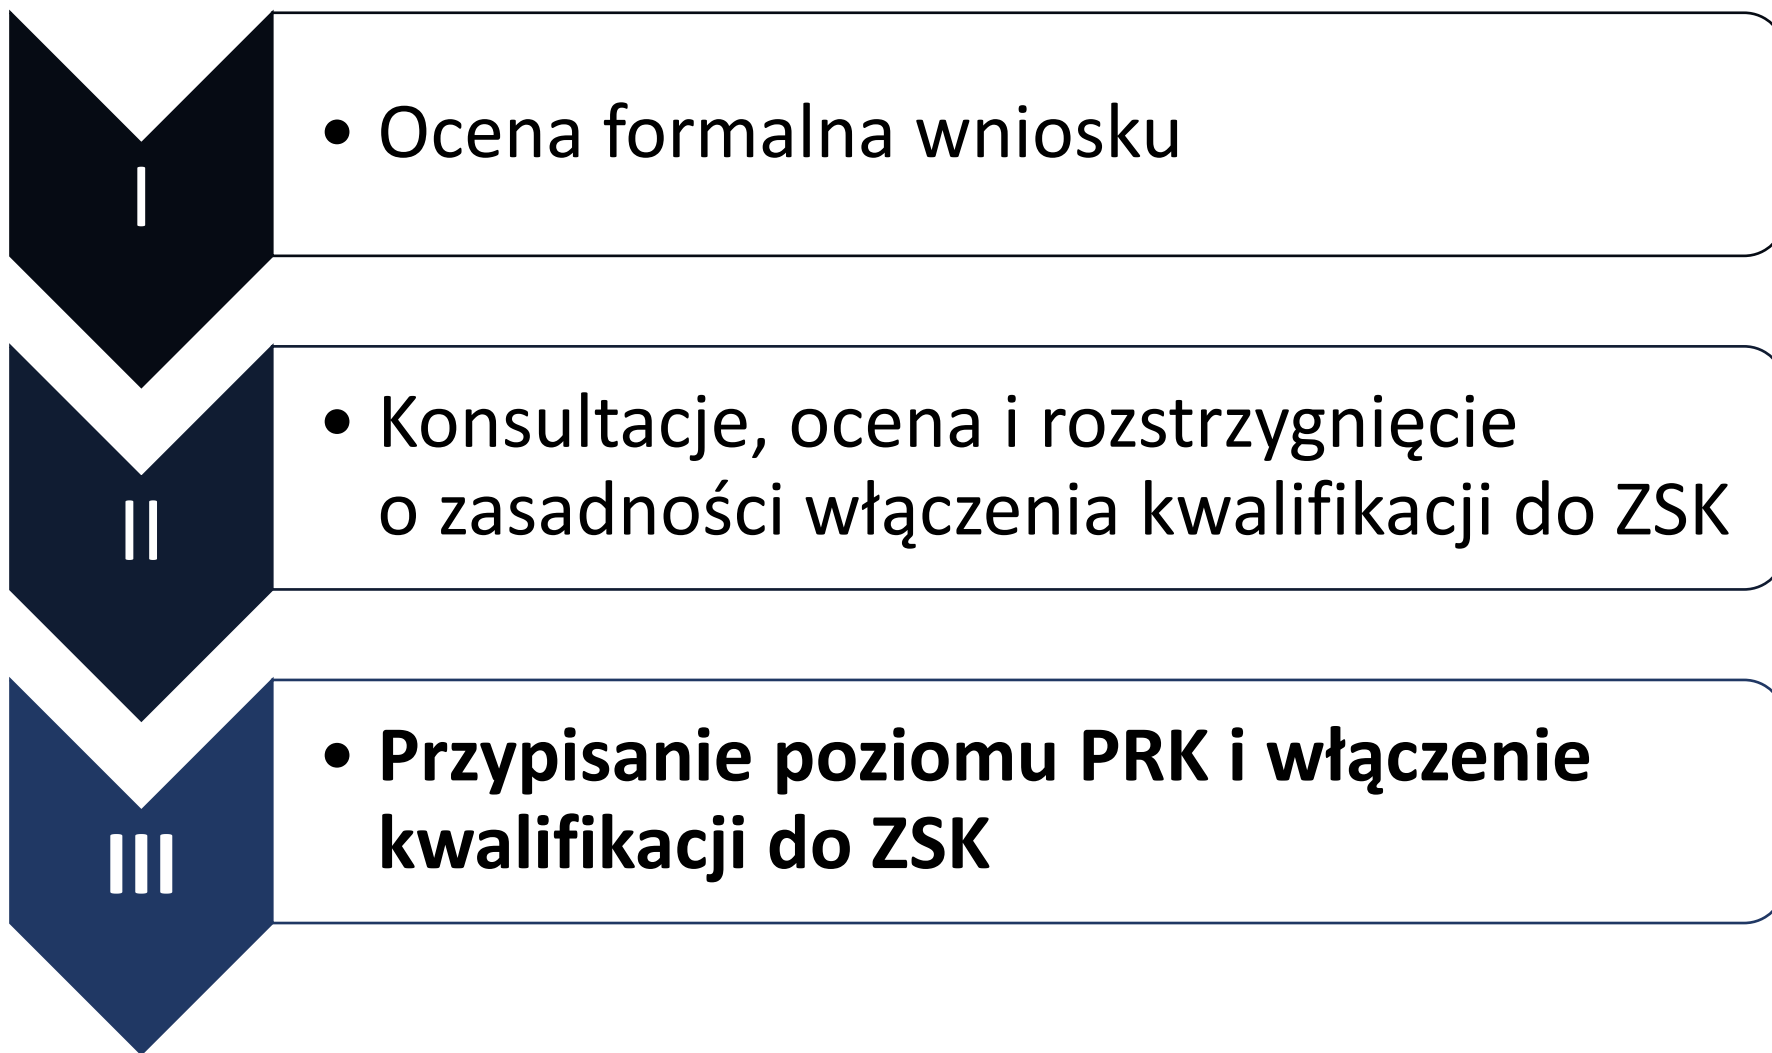 I
• Ocena formalna wniosku
II
• Konsultacje, ocena i rozstrzygnięcie
o zasadności włączenia kwalifikacji do ZSK
III
• Przypisanie poziomu PRK i włączenie
kwalifikacji do ZSK